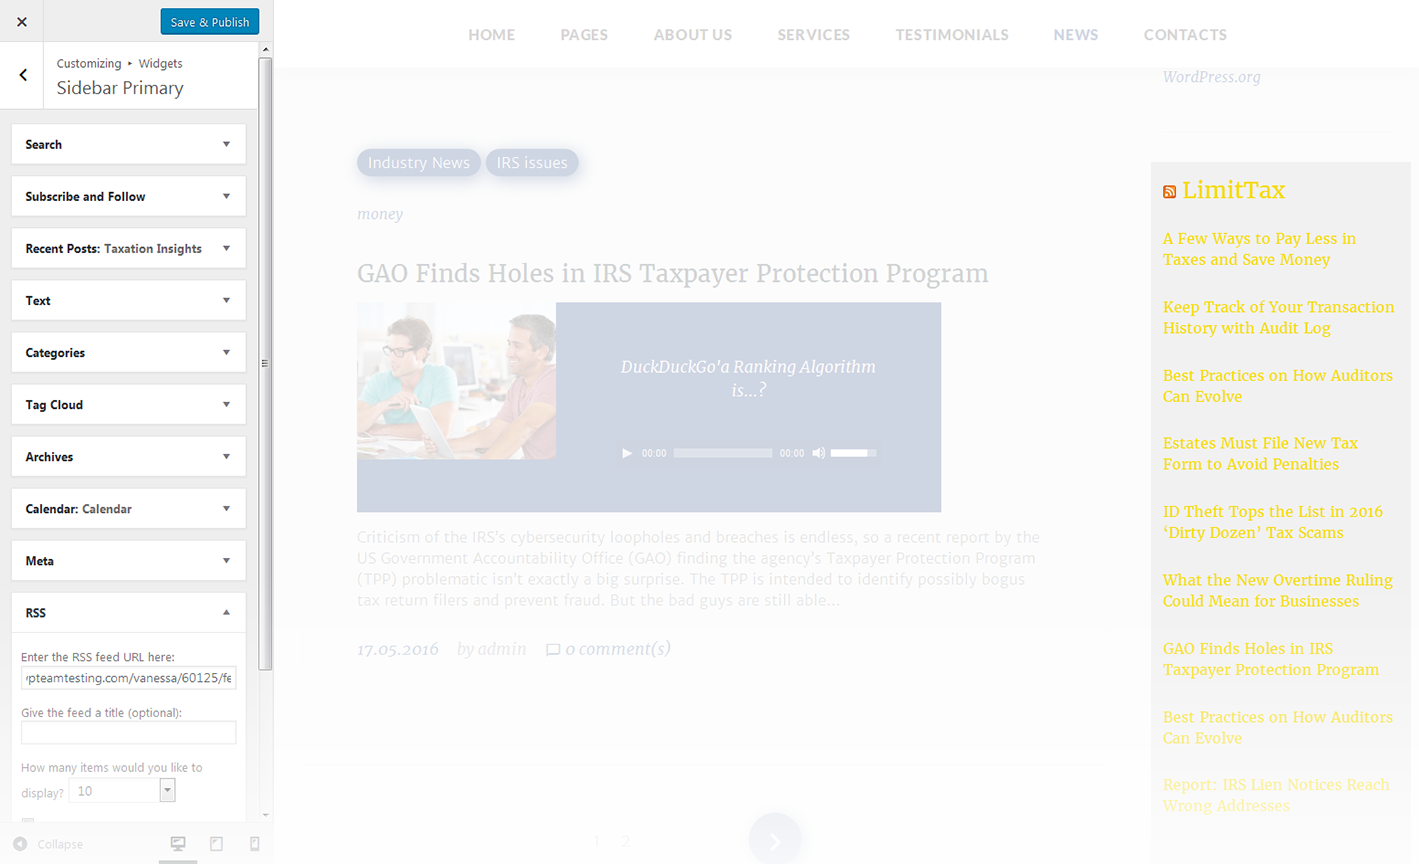 Save & Publish
Customizing ▸ Widgets
Sidebar Primary
Search
Subscribe and Follow
Recent Posts: Taxation Insights
Text
Categories
Tag Cloud
Archives
Calendar: Calendar
Meta
RSS
Enter the RSS feed URL here:
pteamtesting.com/vanessa/60125/fe
Give the feed a title (optional):
How many items would you like to
display? 10
Collapse
HOME PAGES ABOUT US SERVICES TESTIMONIALS NEWS CONTACTS
Industry News IRS issues
money
GAO Finds Holes in IRS Taxpayer Protection Program
DuckDuckGo'a Ranking Algorithm
is...?
00:00 00:00
Criticism of the IRS's cybersecurity loopholes and breaches is endless, so a recent report by the
US Government Accountability Office (GAO) finding the agency's Taxpayer Protection Program
(TPP) problematic isn't exactly a big surprise. The TPP is intended to identify possibly bogus
tax return filers and prevent fraud. But the bad guys are still able...
17.05.2016 by admin 0 comment(s)
1 2
WordPress.org
LimitTax
A Few Ways to Pay Less in
Taxes and Save Money
Keep Track of Your Transaction
History with Audit Log
Best Practices on How Auditors
Can Evolve
Estates Must File New Tax
Form to Avoid Penalties
ID Theft Tops the List in 2016
‘Dirty Dozen’ Tax Scams
What the New Overtime Ruling
Could Mean for Businesses
GAO Finds Holes in IRS
Taxpayer Protection Program
Best Practices on How Auditors
Can Evolve
Report: IRS Lien Notices Reach
Wrong Addresses